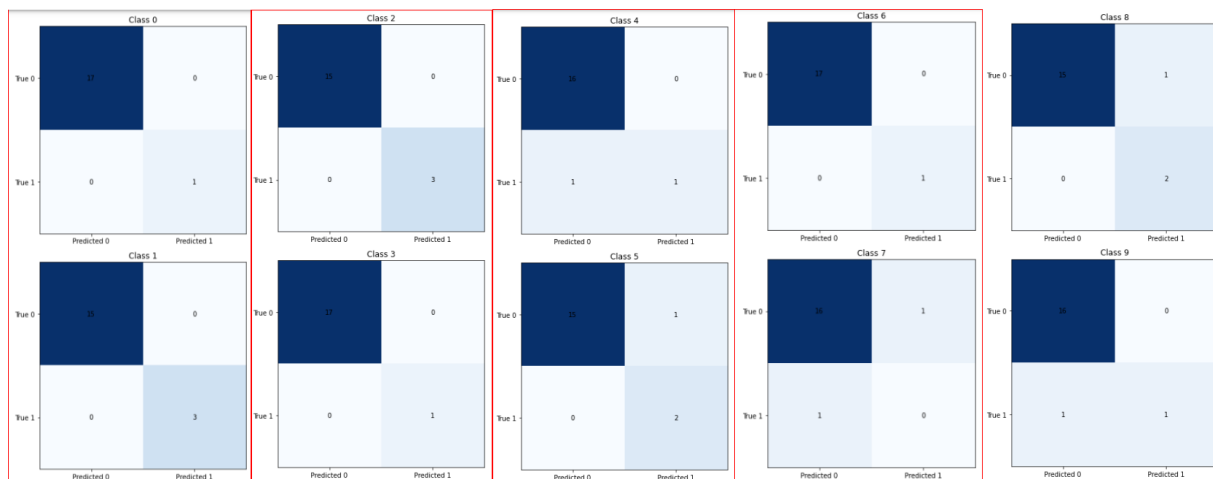 Class 0
True 0 17 0
True 1 0 1
Predicted 0 Predicted 1
Class 2
True 0 15 0
True 1 0 3
Predicted 0 Predicted 1
Class 4
True 0 16 0
True 1 1 1
Predicted 0 Predicted 1
Class 6
True 0 17 0
True 1 0 1
Predicted 0 Predicted 1
Class 8
True 0 15 1
True 1 0 2
Predicted 0 Predicted 1
Class 1
True 0 15 0
True 1 0 3
Predicted 0 Predicted 1
Class 3
True 0 17 0
True 1 0 1
Predicted 0 Predicted 1
Class 5
True 0 15 1
True 1 0 2
Predicted 0 Predicted 1
Class 7
True 0 16 1
True 1 1 0
Predicted 0 Predicted 1
Class 9
True 0 16 0
True 1 1 1
Predicted 0 Predicted 1